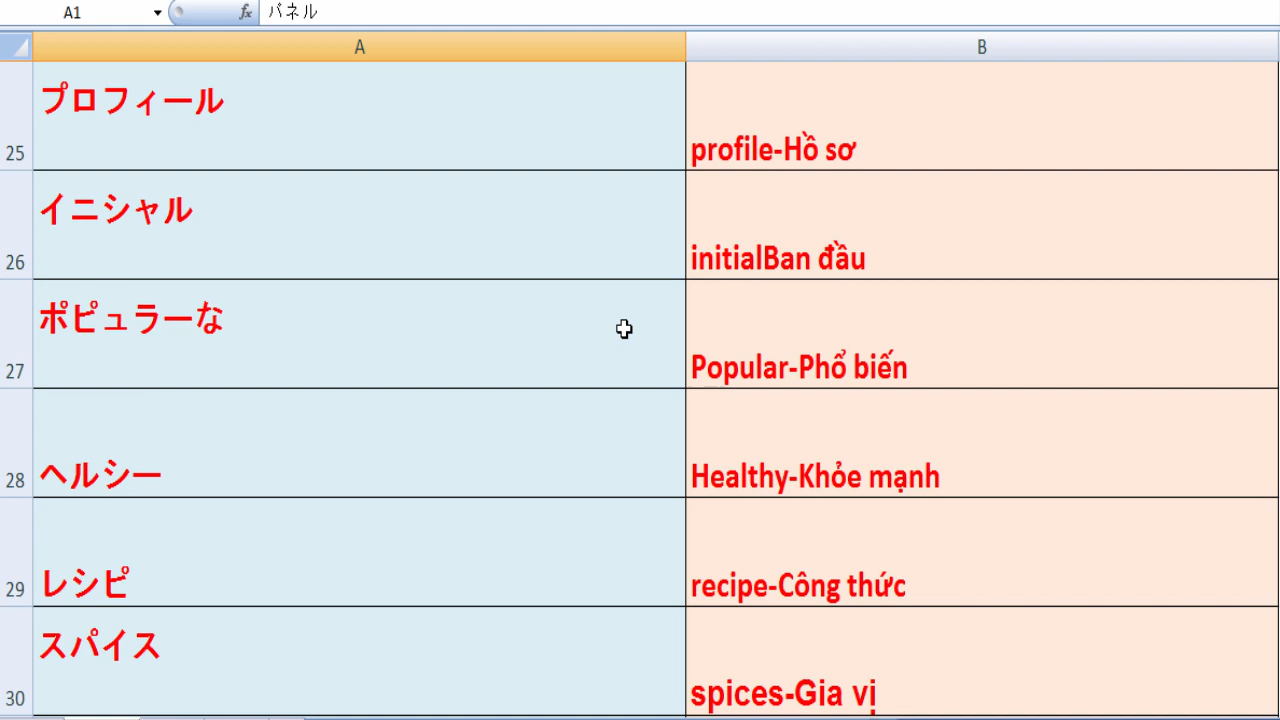 A1 fx パネル
A B
プロフィール
25 profile-Hồ sơ
イニシャル
26 initialBan đầu
ポピュラーな
27 Popular-Phổ biến
28 ヘルシー Healthy-Khỏe mạnh
29 レシピ recipe-Công thức
スパイス
30 spices-Gia vị